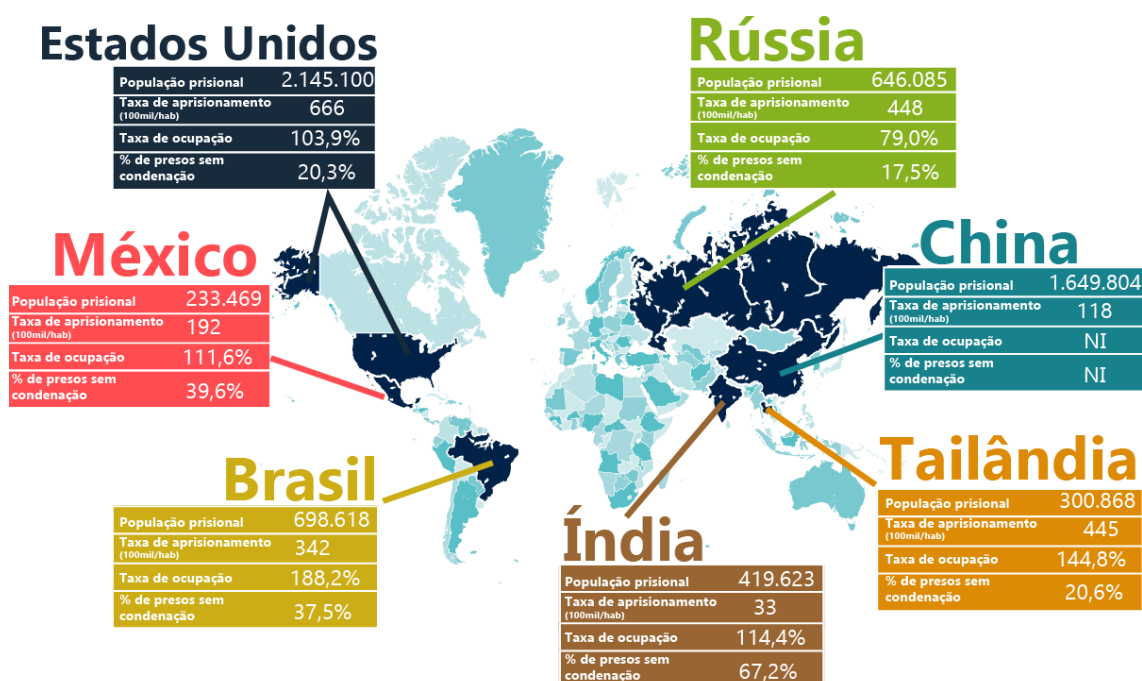 Estados Unidos
População prisional 2.145.100
Taxa de aprisionamento
(100mil/hab) 666
Taxa de ocupação 103,9%
% de presos sem
condenação 20,3%
Rússia
População prisional 646.085
Taxa de aprisionamento
(100mil/hab) 448
Taxa de ocupação 79,0%
% de presos sem
condenação 17,5%
México
População prisional 233.469
Taxa de aprisionamento
(100mil/hab) 192
Taxa de ocupação 111,6%
% de presos sem
condenação 39,6%
China
População prisional 1.649.804
Taxa de aprisionamento
(100mil/hab) 118
Taxa de ocupação NI
% de presos sem
condenação NI
Brasil
População prisional 698.618
Taxa de aprisionamento
(100mil/hab) 342
Taxa de ocupação 188,2%
% de presos sem
condenação 37,5%
Índia
População prisional 419.623
Taxa de aprisionamento
(100mil/hab) 33
Taxa de ocupação 114,4%
% de presos sem
condenação 67,2%
Tailândia
População prisional 300.868
Taxa de aprisionamento
(100mil/hab) 445
Taxa de ocupação 144,8%
% de presos sem
condenação 20,6%